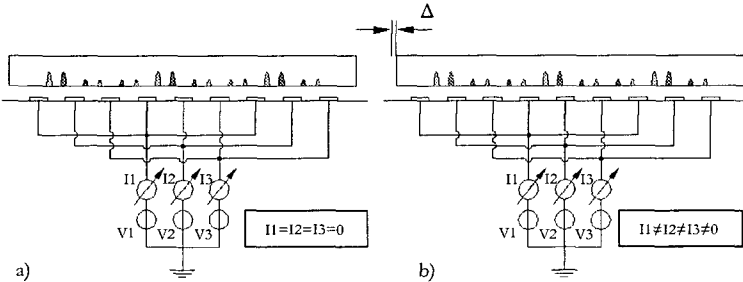 Δ
I1 I2 I3
V1 V2 V3
I1=I2=I3=0
a)
I1 I2 I3
V1 V2 V3
I1≠I2≠I3≠0
b)